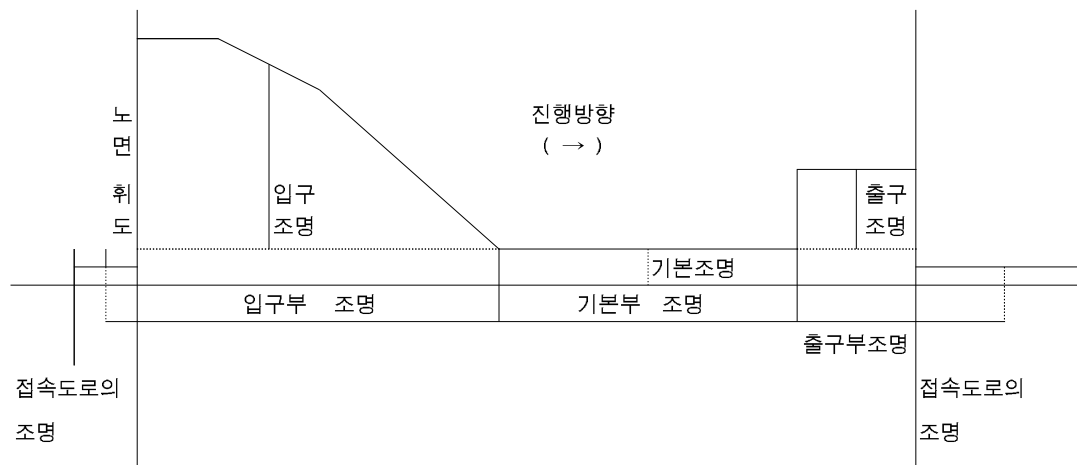 노
면
휘
도
진행방향
( → )
입구
조명
출구
조명
기본조명
입구부 조명
기본부 조명
출구부조명
접속도로의
조명
접속도로의
조명